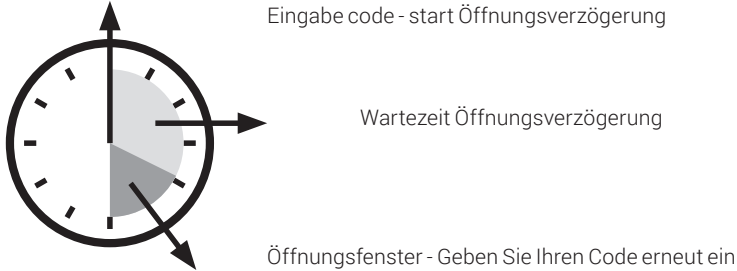 Eingabe code - start Öffnungsverzögerung
Wartezeit Öffnungsverzögerung
Öffnungsfenster - Geben Sie Ihren Code erneut ein